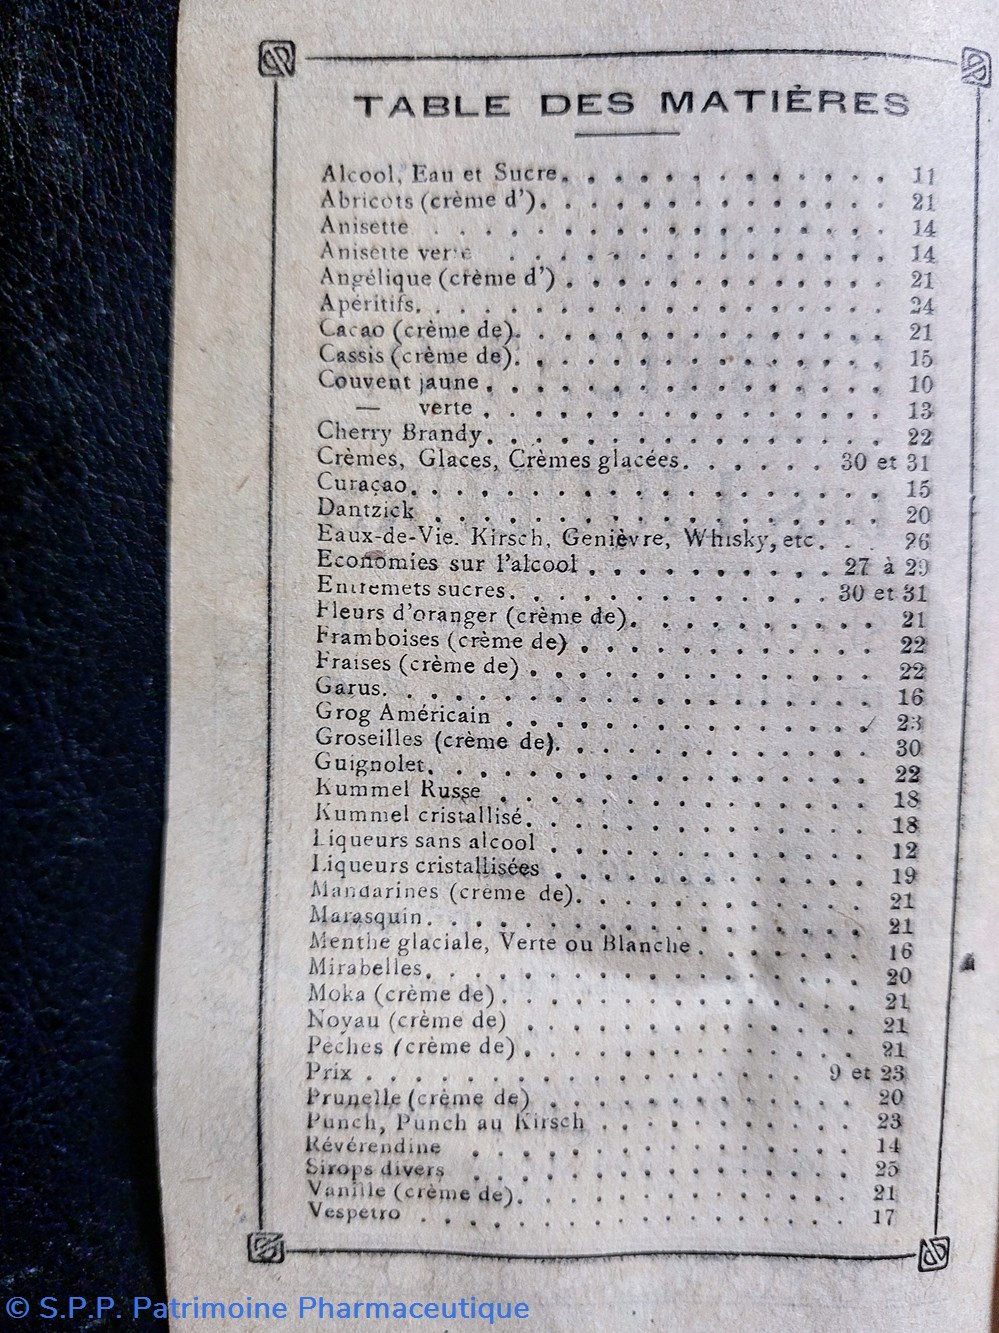 TABLE DES MATIÈRES
Alcool, Eau et Sucre. . . . . . . . . . . . . . 11
Abricots (crème d'). . . . . . . . . . . . . . 21
Anisette . . . . . . . . . . . . . . . . . . . 14
Anisette verte . . . . . . . . . . . . . . . . 14
Angélique (crème d') . . . . . . . . . . . . . 21
Apéritifs. . . . . . . . . . . . . . . . . . . 24
Cacao (crème de). . . . . . . . . . . . . . . 21
Cassis (crème de). . . . . . . . . . . . . . . 15
Couvent jaune . . . . . . . . . . . . . . . . 10
— verte . . . . . . . . . . . . . . . . 13
Cherry Brandy. . . . . . . . . . . . . . . . . 22
Crèmes, Glaces, Crèmes glacées. . . . . . 30 et 31
Curaçao. . . . . . . . . . . . . . . . . . . . 15
Dantzick . . . . . . . . . . . . . . . . . . . 20
Eaux-de-Vie. Kirsch, Genièvre, Whisky, etc. . . 26
Economies sur l'alcool . . . . . . . . . . 27 à 29
Entremets sucres. . . . . . . . . . . . . 30 et 31
Fleurs d'oranger (crème de). . . . . . . . . . 21
Framboises (crème de) . . . . . . . . . . . . 22
Fraises (crème de) . . . . . . . . . . . . . . 22
Garus. . . . . . . . . . . . . . . . . . . . . 16
Grog Américain . . . . . . . . . . . . . . . . 23
Groseilles (crème de). . . . . . . . . . . . . 30
Guignolet. . . . . . . . . . . . . . . . . . . 22
Kummel Russe . . . . . . . . . . . . . . . . . 18
Kummel cristallisé. . . . . . . . . . . . . . 18
Liqueurs sans alcool . . . . . . . . . . . . . 12
Liqueurs cristallisées . . . . . . . . . . . . 19
Mandarines (crème de). . . . . . . . . . . . . 21
Marasquin. . . . . . . . . . . . . . . . . . . 21
Menthe glaciale, Verte ou Blanche . . . . . . . 16
Mirabelles. . . . . . . . . . . . . . . . . . 20
Moka (crème de) . . . . . . . . . . . . . . . 21
Noyau (crème de) . . . . . . . . . . . . . . . 21
Pêches (crème de) . . . . . . . . . . . . . . 21
Prix . . . . . . . . . . . . . . . . . . 9 et 23
Prunelle (crème de) . . . . . . . . . . . . . 20
Punch, Punch au Kirsch . . . . . . . . . . . . 23
Révérendine . . . . . . . . . . . . . . . . . 14
Sirops divers . . . . . . . . . . . . . . . . 25
Vanille (crème de). . . . . . . . . . . . . . 21
Vespetro . . . . . . . . . . . . . . . . . . . 17
© S.P.P. Patrimoine Pharmaceutique